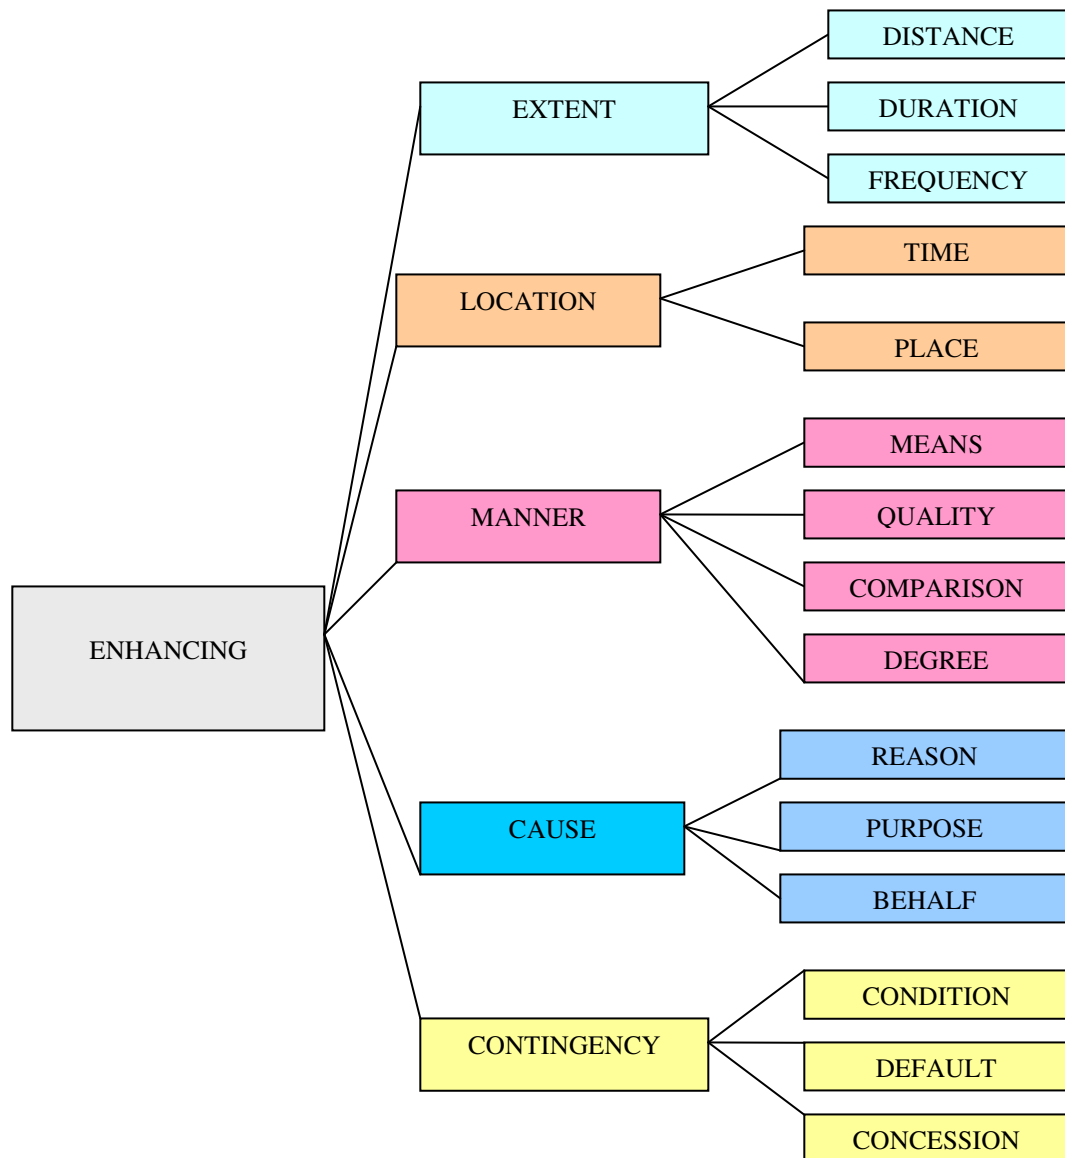 DISTANCE
EXTENT
DURATION
FREQUENCY
TIME
LOCATION
PLACE
MEANS
MANNER
QUALITY
COMPARISON
ENHANCING
DEGREE
REASON
CAUSE
PURPOSE
BEHALF
CONDITION
CONTINGENCY
DEFAULT
CONCESSION